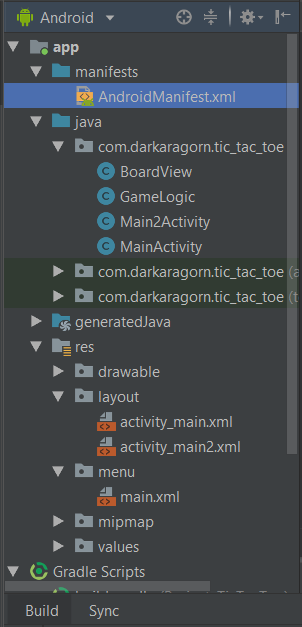 Android
app
manifests
AndroidManifest.xml
java
com.darkaragorn.tic_tac_toe
BoardView
GameLogic
Main2Activity
MainActivity
com.darkaragorn.tic_tac_toe (a
com.darkaragorn.tic_tac_toe (t
generatedJava
res
drawable
layout
activity_main.xml
activity_main2.xml
menu
main.xml
mipmap
values
Gradle Scripts
Build Sync